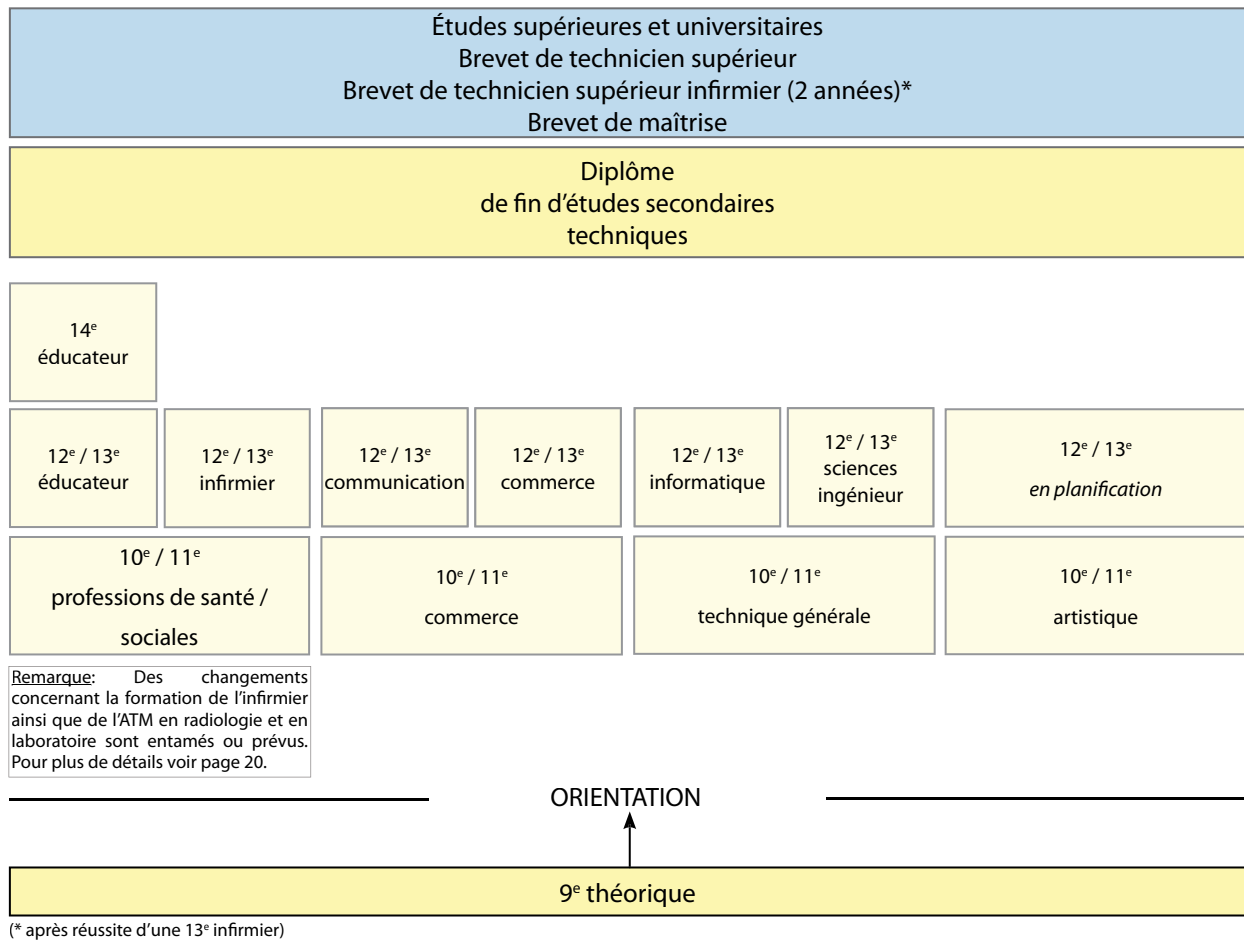 Études supérieures et universitaires
Brevet de technicien supérieur
Brevet de technicien supérieur infirmier (2 années)*
Brevet de maîtrise
Diplôme
de fin d’études secondaires
techniques
14e
éducateur
12e / 13e
éducateur
12e / 13e
infirmier
12e / 13e
communication
12e / 13e
commerce
12e / 13e
informatique
12e / 13e
sciences
ingénieur
12e / 13e
en planification
10e / 11e
professions de santé /
sociales
10e / 11e
commerce
10e / 11e
technique générale
10e / 11e
artistique
Remarque: Des changements
concernant la formation de l’infirmier
ainsi que de l’ATM en radiologie et en
laboratoire sont entamés ou prévus.
Pour plus de détails voir page 20.
ORIENTATION
9e théorique
(* après réussite d’une 13e infirmier)